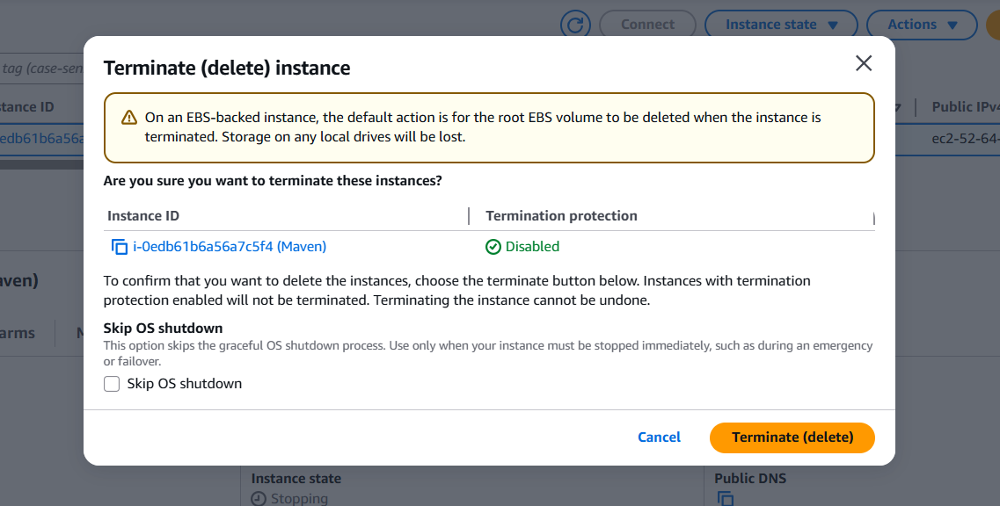 Connect
Instance state
Actions
Terminate (delete) instance
tag (case-sen
On an EBS-backed instance, the default action is for the root EBS volume to be deleted when the instance is
terminated. Storage on any local drives will be lost.
stance ID
Public IPv4
edb61b6a56a
ec2-52-64-
Are you sure you want to terminate these instances?
Instance ID
Termination protection
i-0edb61b6a56a7c5f4 (Maven)
Disabled
To confirm that you want to delete the instances, choose the terminate button below. Instances with termination
protection enabled will not be terminated. Terminating the instance cannot be undone.
aven)
Skip OS shutdown
This option skips the graceful OS shutdown process. Use only when your instance must be stopped immediately, such as during an emergency
or failover.
arms
M
Skip OS shutdown
Cancel
Terminate (delete)
Instance state
Stopping
Public DNS